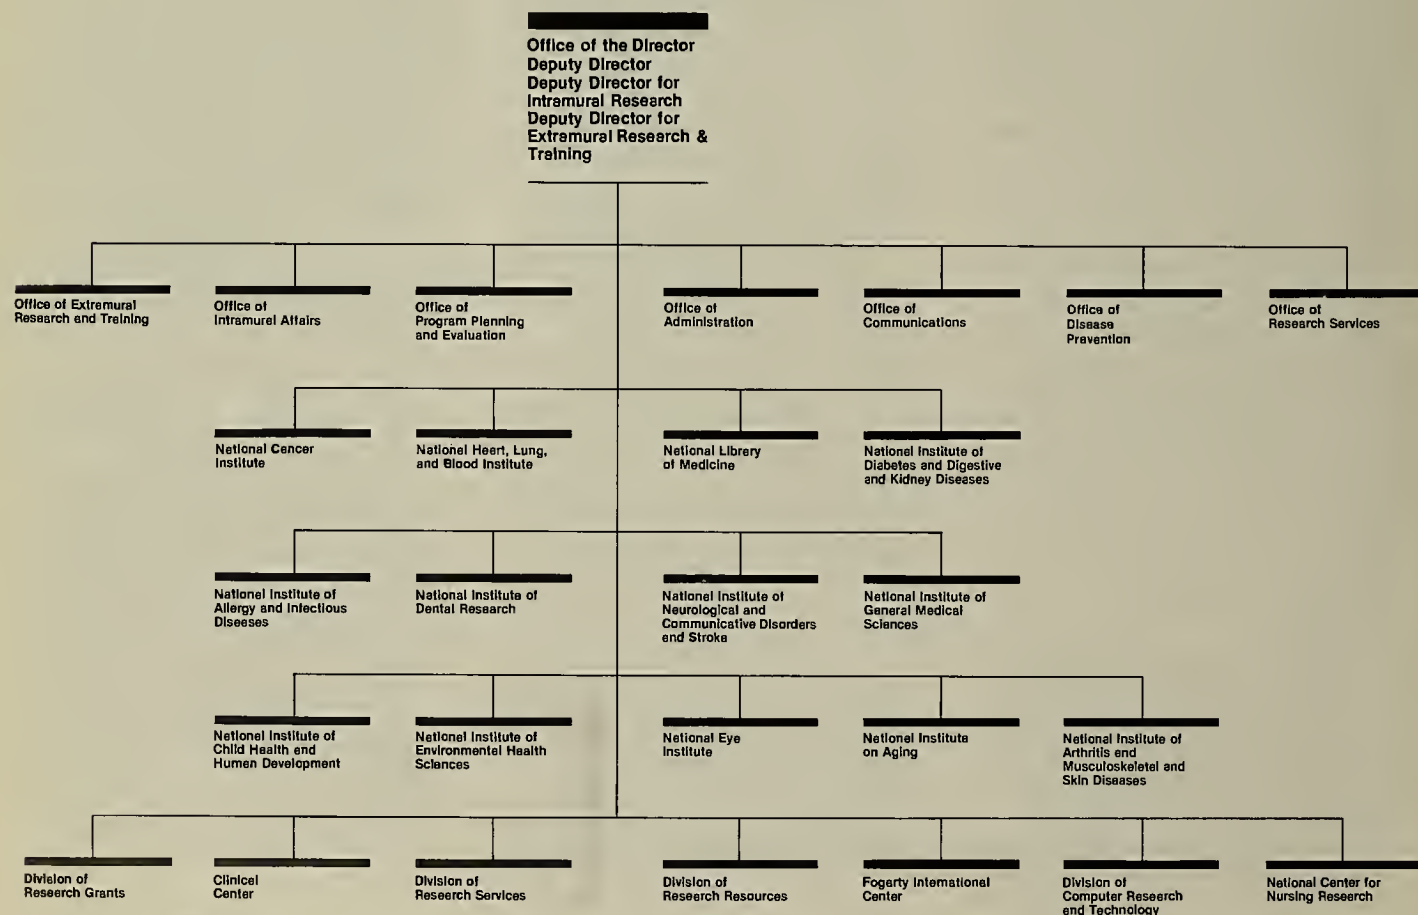 Office of the Director
Deputy Director
Deputy Director for
Intramural Research
Deputy Director for
Extramural Research &
Training
Office of Extramural
Research and Training
Office of
Intramural Affairs
Office of
Program Planning
and Evaluation
Office of
Administration
Office of
Communications
Office of
Disease
Prevention
Office of
Research Services
National Cancer
Institute
National Heart, Lung,
and Blood Institute
National Library
of Medicine
National Institute of
Diabetes and Digestive
and Kidney Diseases
National Institute of
Allergy and Infectious
Diseases
National Institute of
Dental Research
National Institute of
Neurological and
Communicative Disorders
and Stroke
National Institute of
General Medical
Sciences
National Institute of
Child Health and
Human Development
National Institute of
Environmental Health
Sciences
National Eye
Institute
National Institute
on Aging
National Institute of
Arthritis and
Musculoskeletal and
Skin Diseases
Division of
Research Grants
Clinical
Center
Division of
Research Services
Division of
Research Resources
Fogarty International
Center
Division of
Computer Research
and Technology
National Center for
Nursing Research